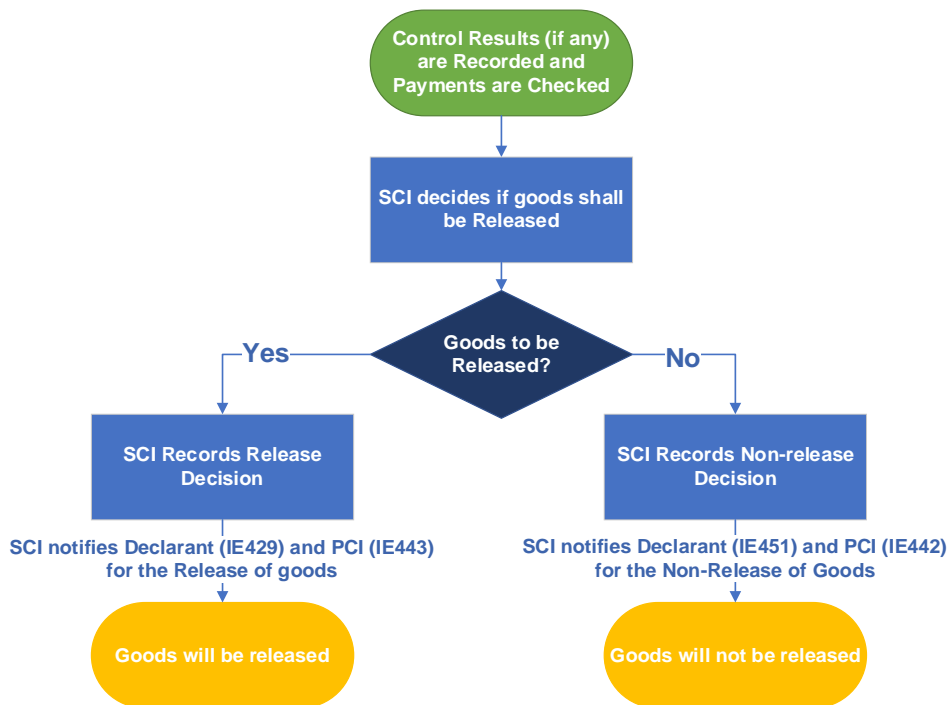 Control Results (if any)
are Recorded and
Payments are Checked
SCI decides if goods shall
be Released
Goods to be
Released?
Yes
No
SCI Records Release
Decision
SCI Records Non-release
Decision
SCI notifies Declarant (IE429) and PCI (IE443)
for the Release of goods
SCI notifies Declarant (IE451) and PCI (IE442)
for the Non-Release of Goods
Goods will be released
Goods will not be released